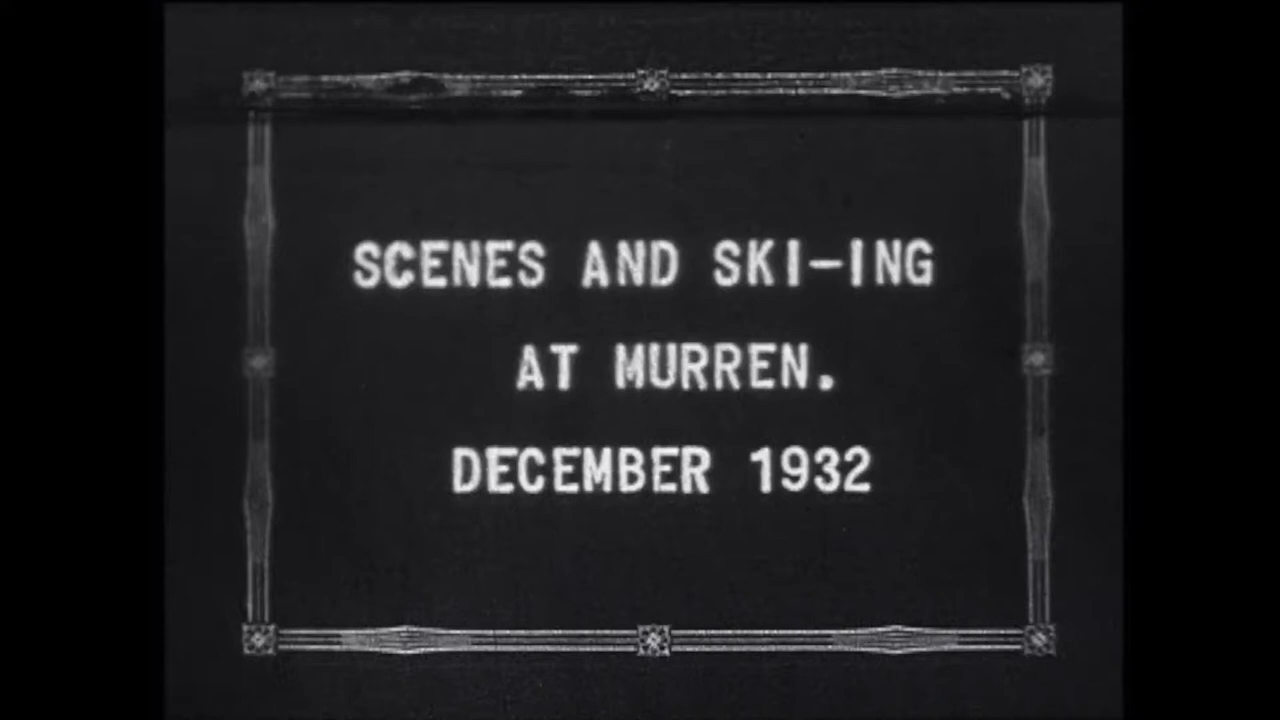 SCENES AND SKI-ING
AT MURREN.
DECEMBER 1932